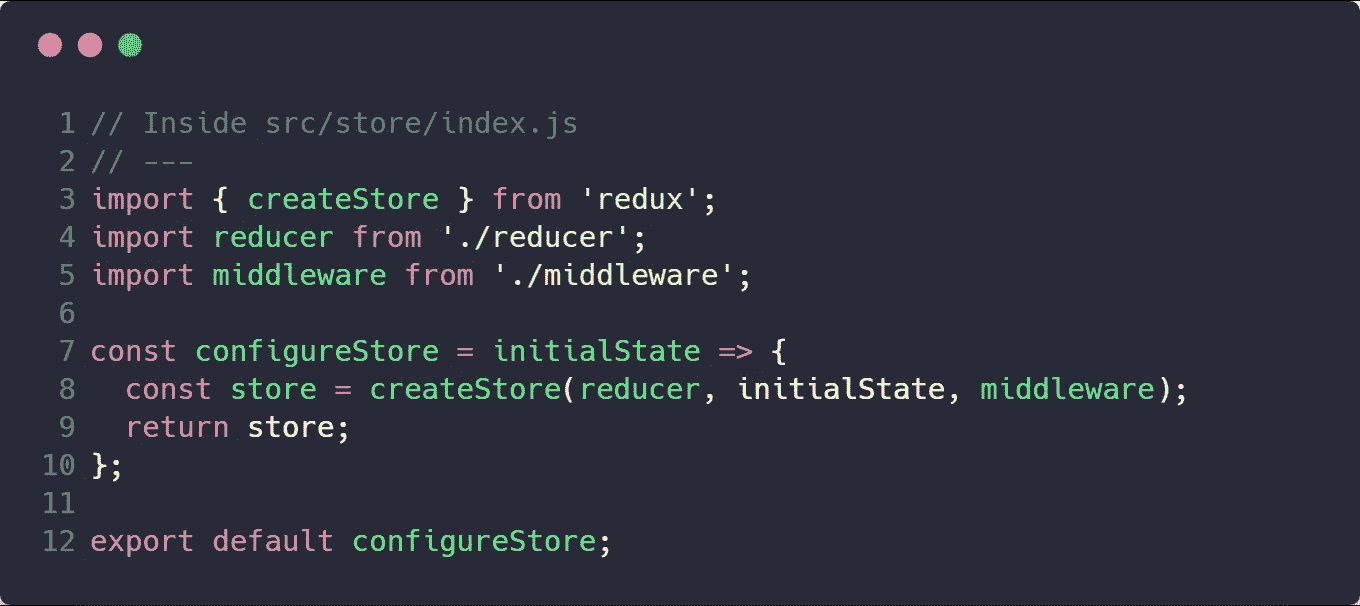 1 // Inside src/store/index.js
2 // ---
3 import { createStore } from 'redux';
4 import reducer from './reducer';
5 import middleware from './middleware';
6
7 const configureStore = initialState => {
8   const store = createStore(reducer, initialState, middleware);
9   return store;
10 };
11
12 export default configureStore;